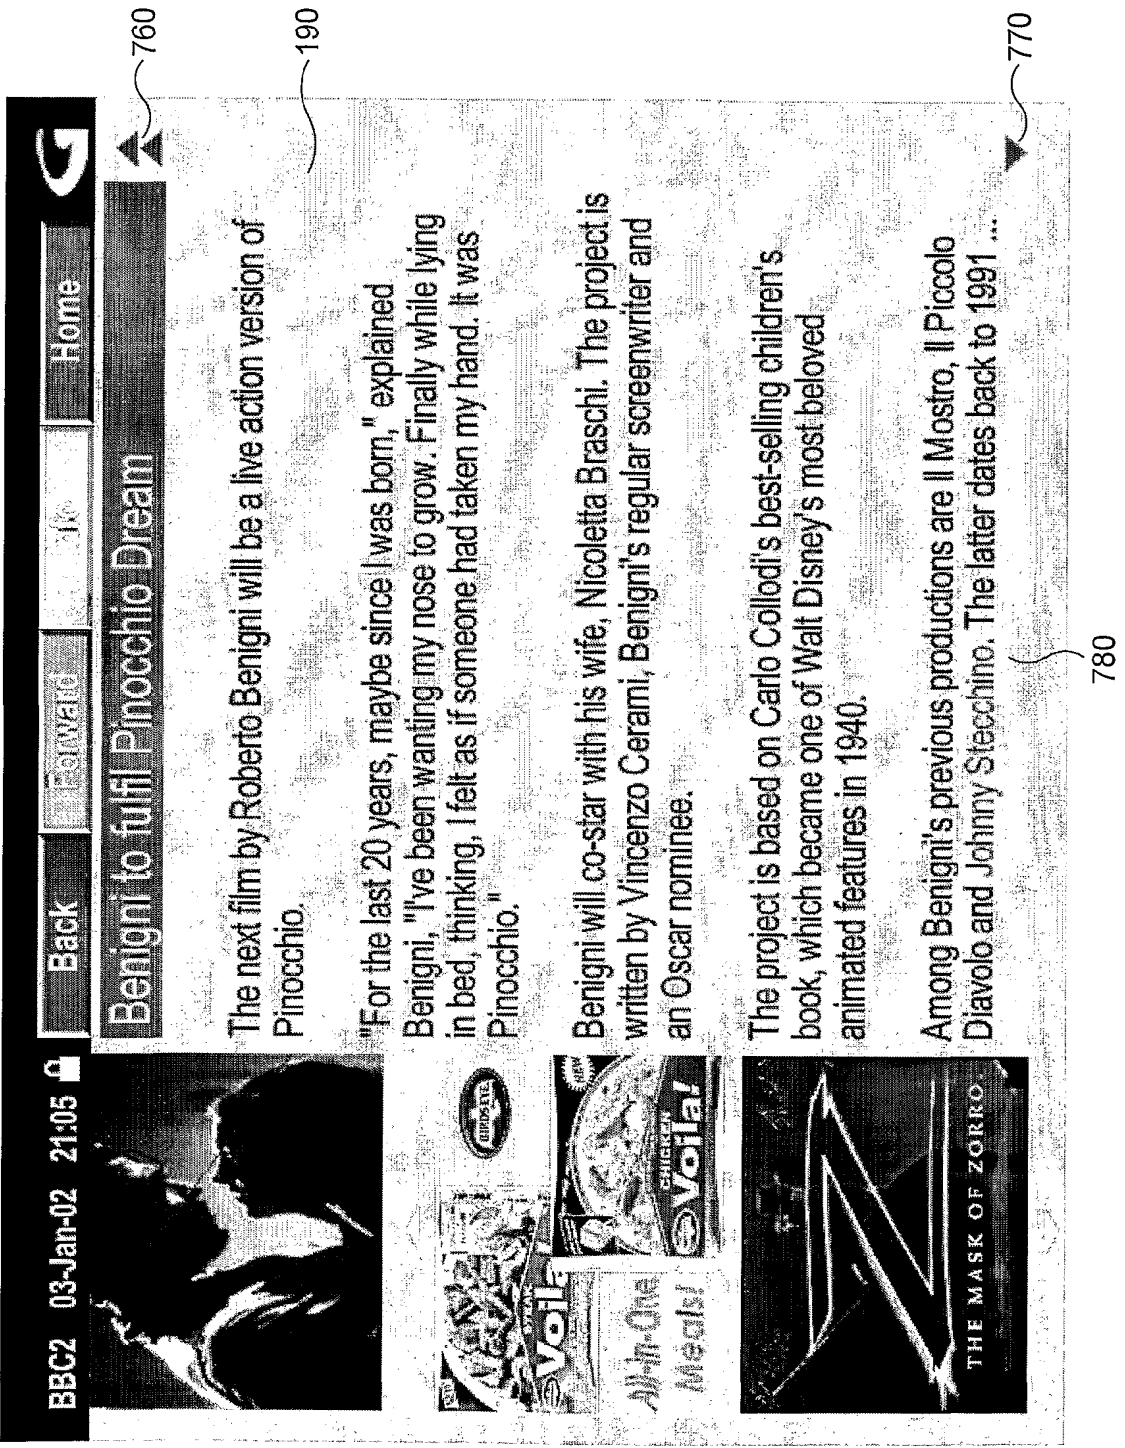 BBC2 03-Jan-02 21:05
Back
Forward
Home
Benigni to fulfil Pinocchio Dream
760
190
The next film by Roberto Benigni will be a live action version of
Pinocchio.
"For the last 20 years, maybe since I was born," explained
Benigni, "I've been wanting my nose to grow. Finally while lying
in bed, thinking, I felt as if someone had taken my hand. It was
Pinocchio."
Benigni will co-star with his wife, Nicoletta Braschi. The project is
written by Vincenzo Cerami, Benigni's regular screenwriter and
an Oscar nominee.
The project is based on Carlo Collodi's best-selling children's
book, which became one of Walt Disney's most beloved
animated features in 1940.
Among Benigni's previous productions are Il Mostro, Il Piccolo
Diavolo and Johnny Stecchino. The latter dates back to 1991 ...
770
780
BIRDS EYE
NEW
Voila
CHICKEN
Voila!
All-In-One
Meals!
THE MASK OF ZORRO.